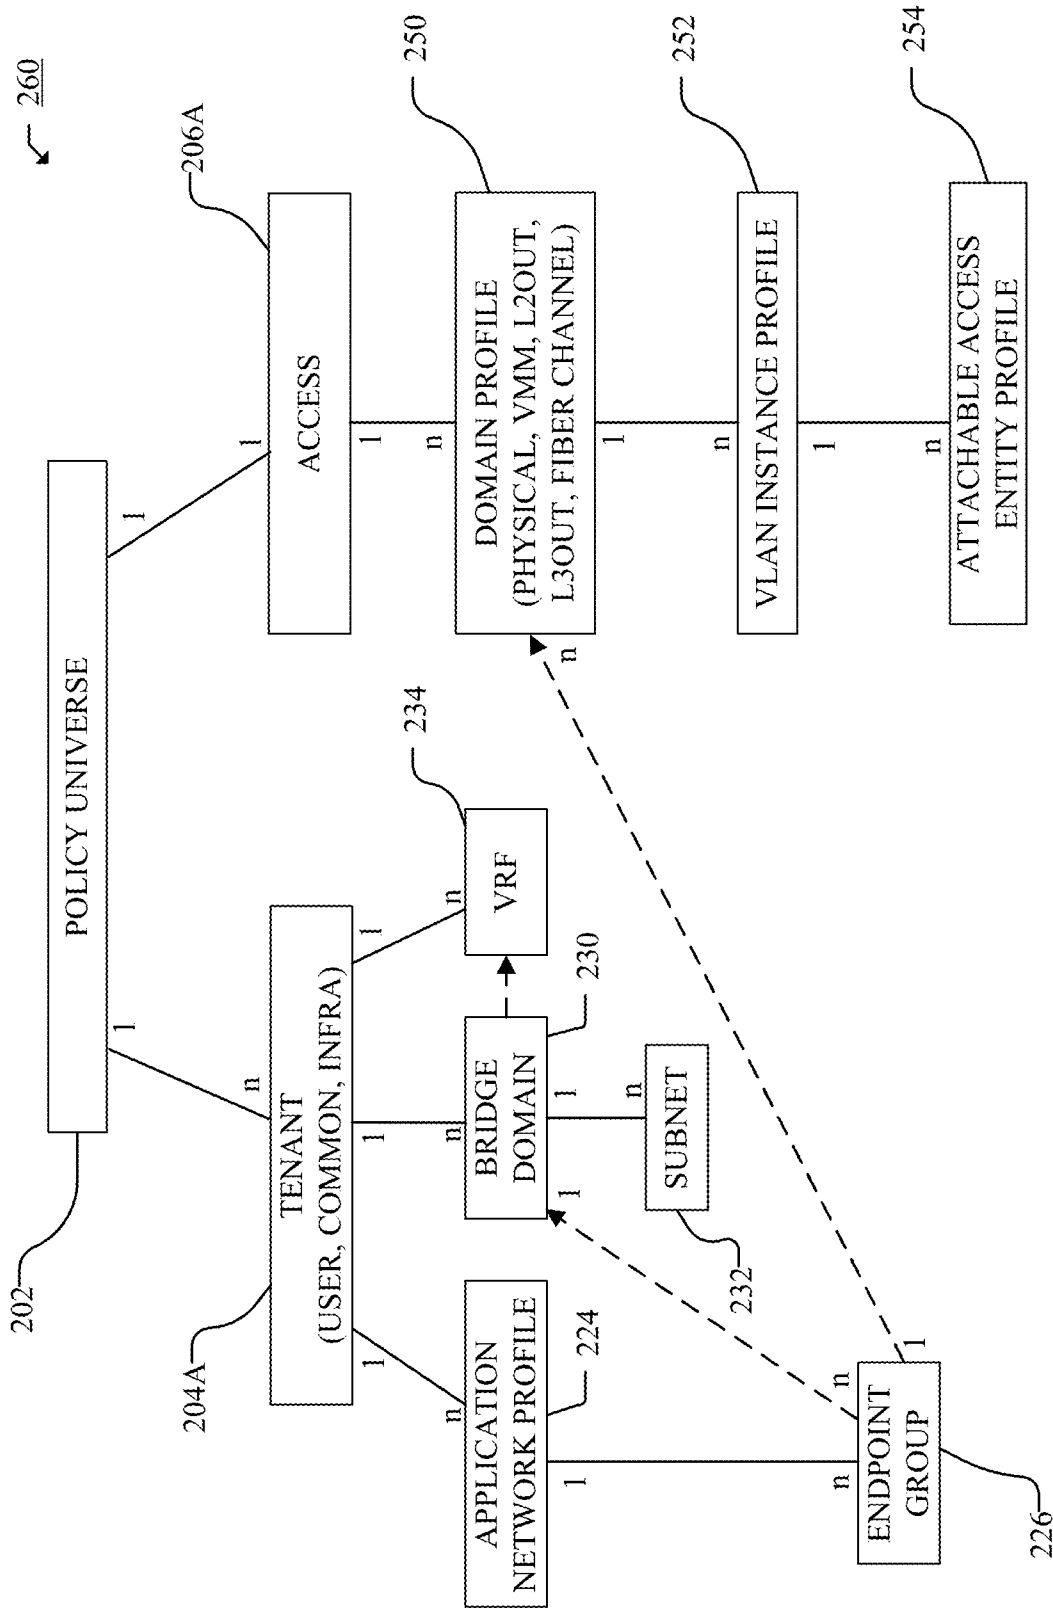 260
202
POLICY UNIVERSE
1
1
204A
n
TENANT
(USER, COMMON, INFRA)
1
206A
ACCESS
1
1
1
1
n
n
n
n
234
250
APPLICATION
NETWORK PROFILE
BRIDGE
DOMAIN
VRF
DOMAIN PROFILE
(PHYSICAL, VMM, L2OUT,
L3OUT, FIBER CHANNEL)
1
224
1
1
230
n
1
n
232
SUBNET
n
252
VLAN INSTANCE PROFILE
1
n
n
ENDPOINT
GROUP
1
226
n
254
ATTACHABLE ACCESS
ENTITY PROFILE